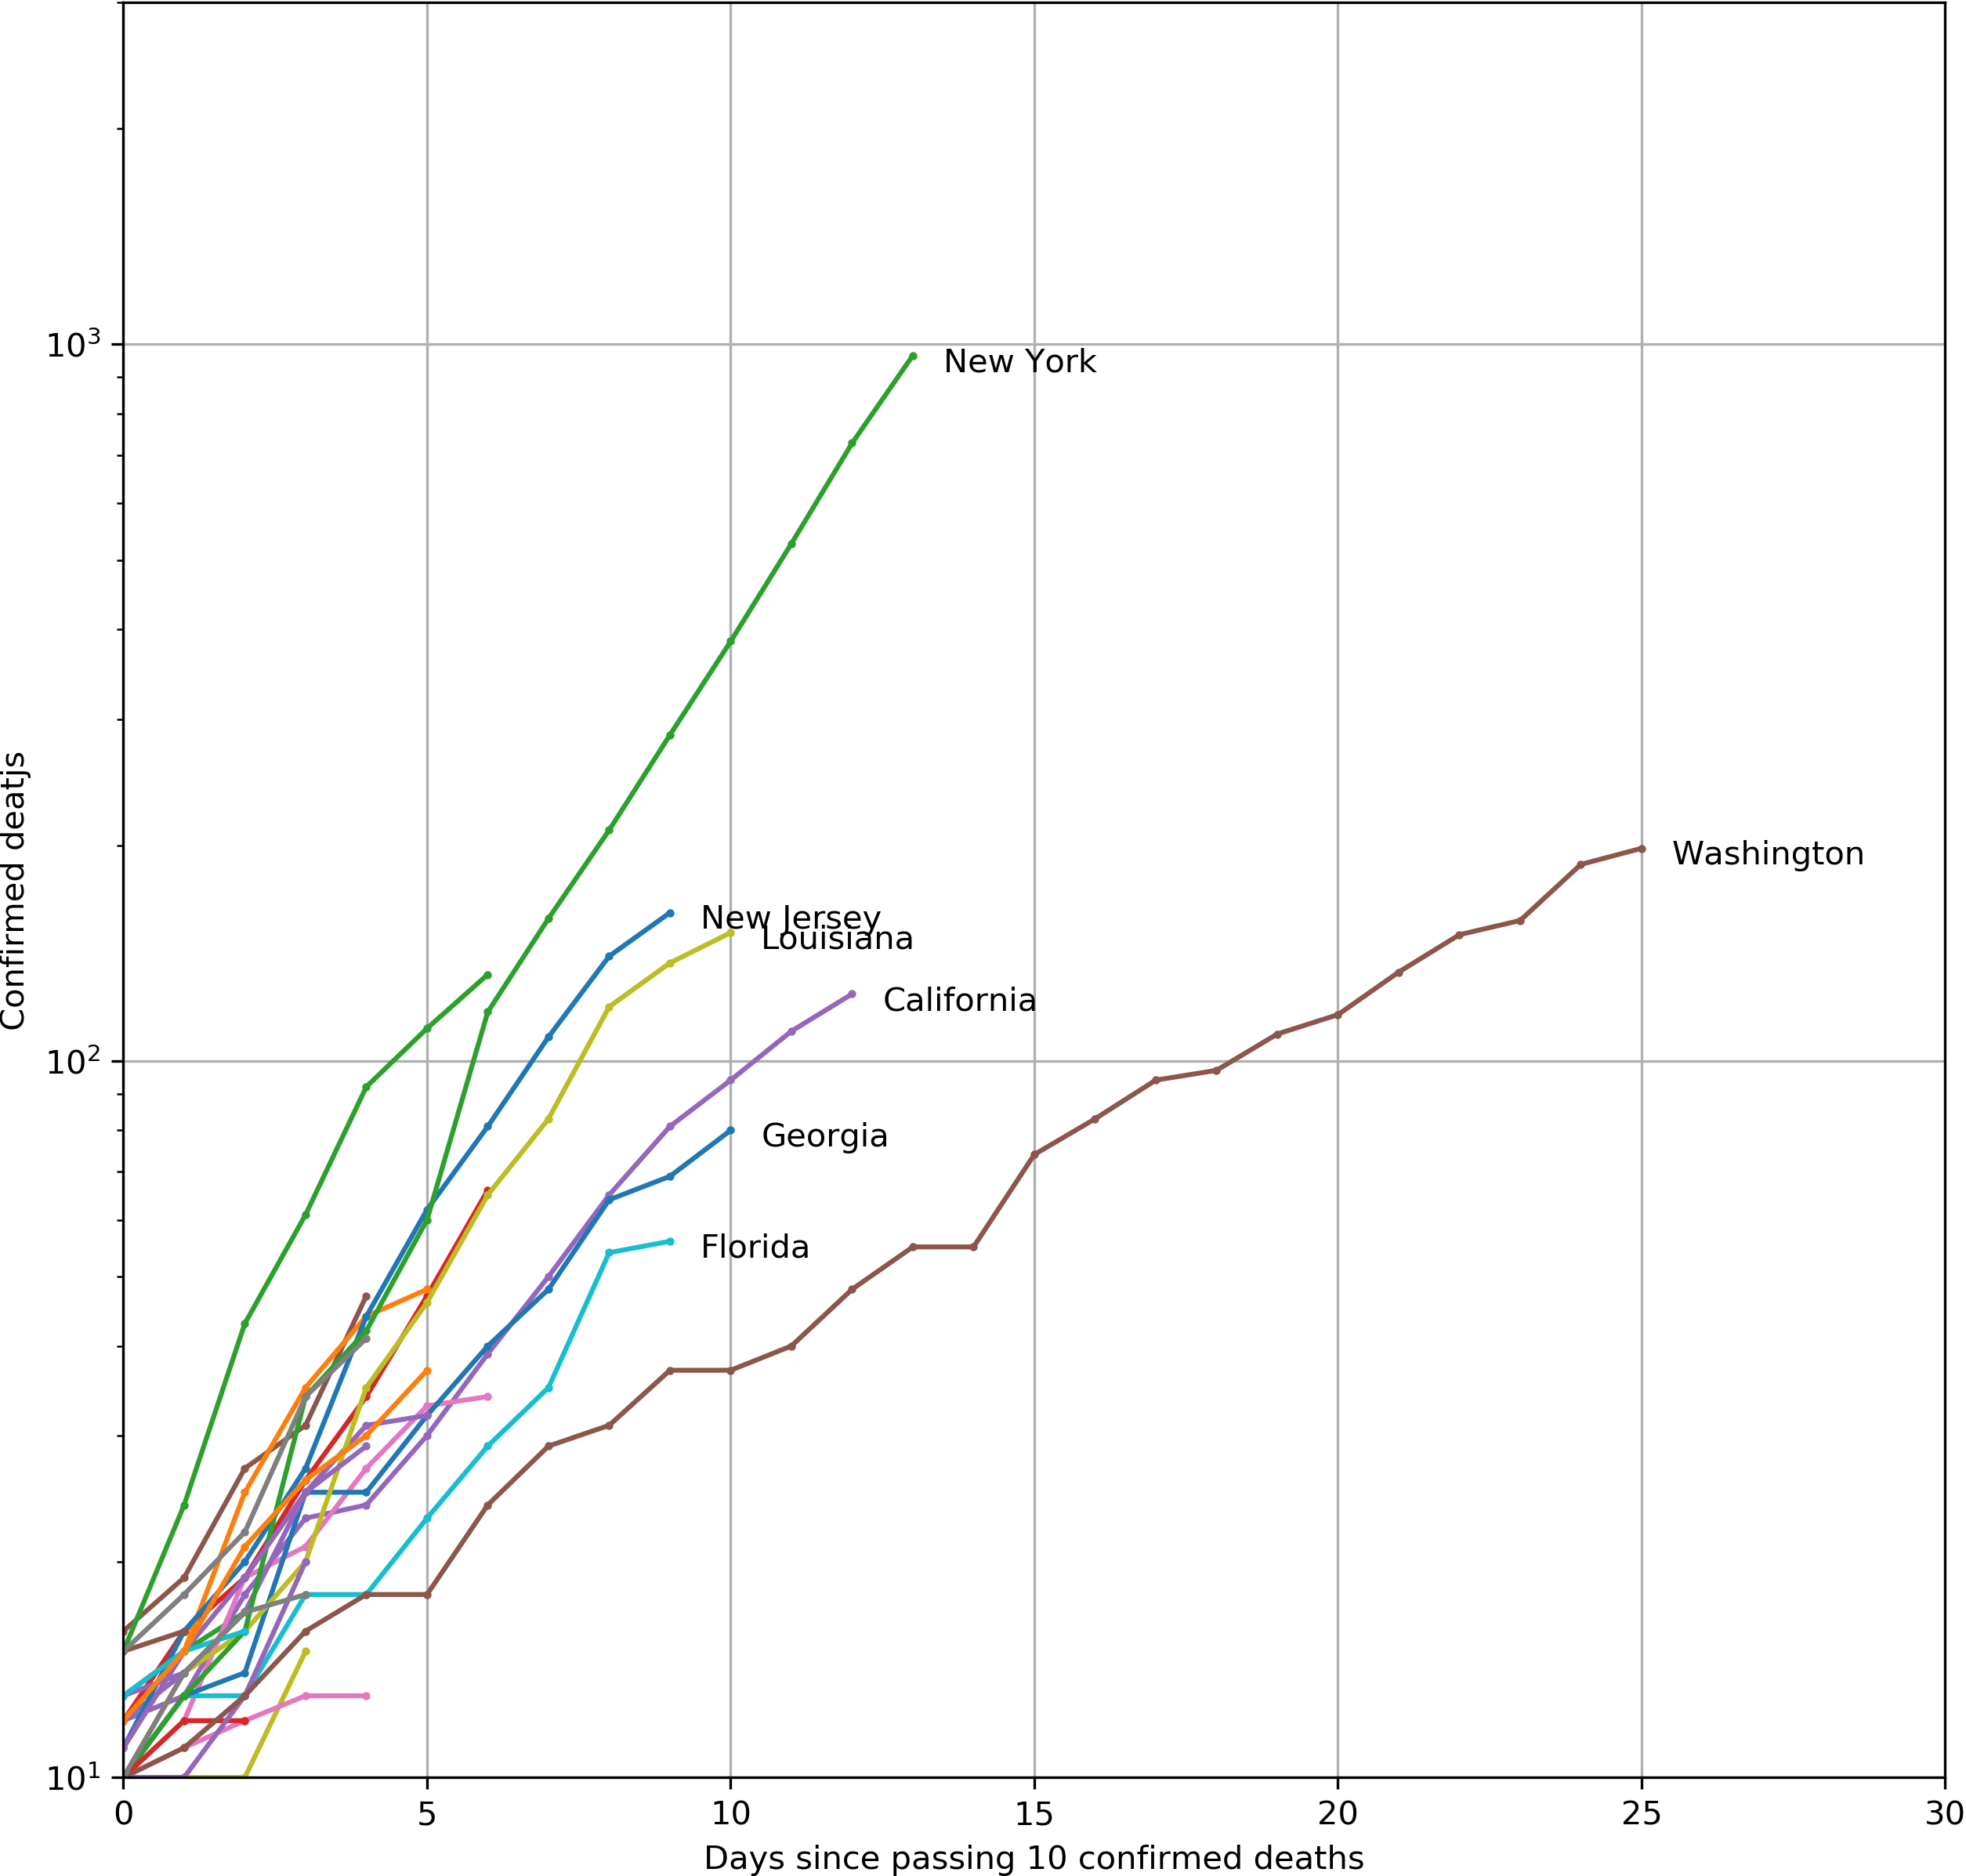 10³
New York
Washington
New Jersey
Louisiana
California
Confirmed deatjs
10²
Georgia
Florida
10¹
0 5 10 15 20 25 30
Days since passing 10 confirmed deaths